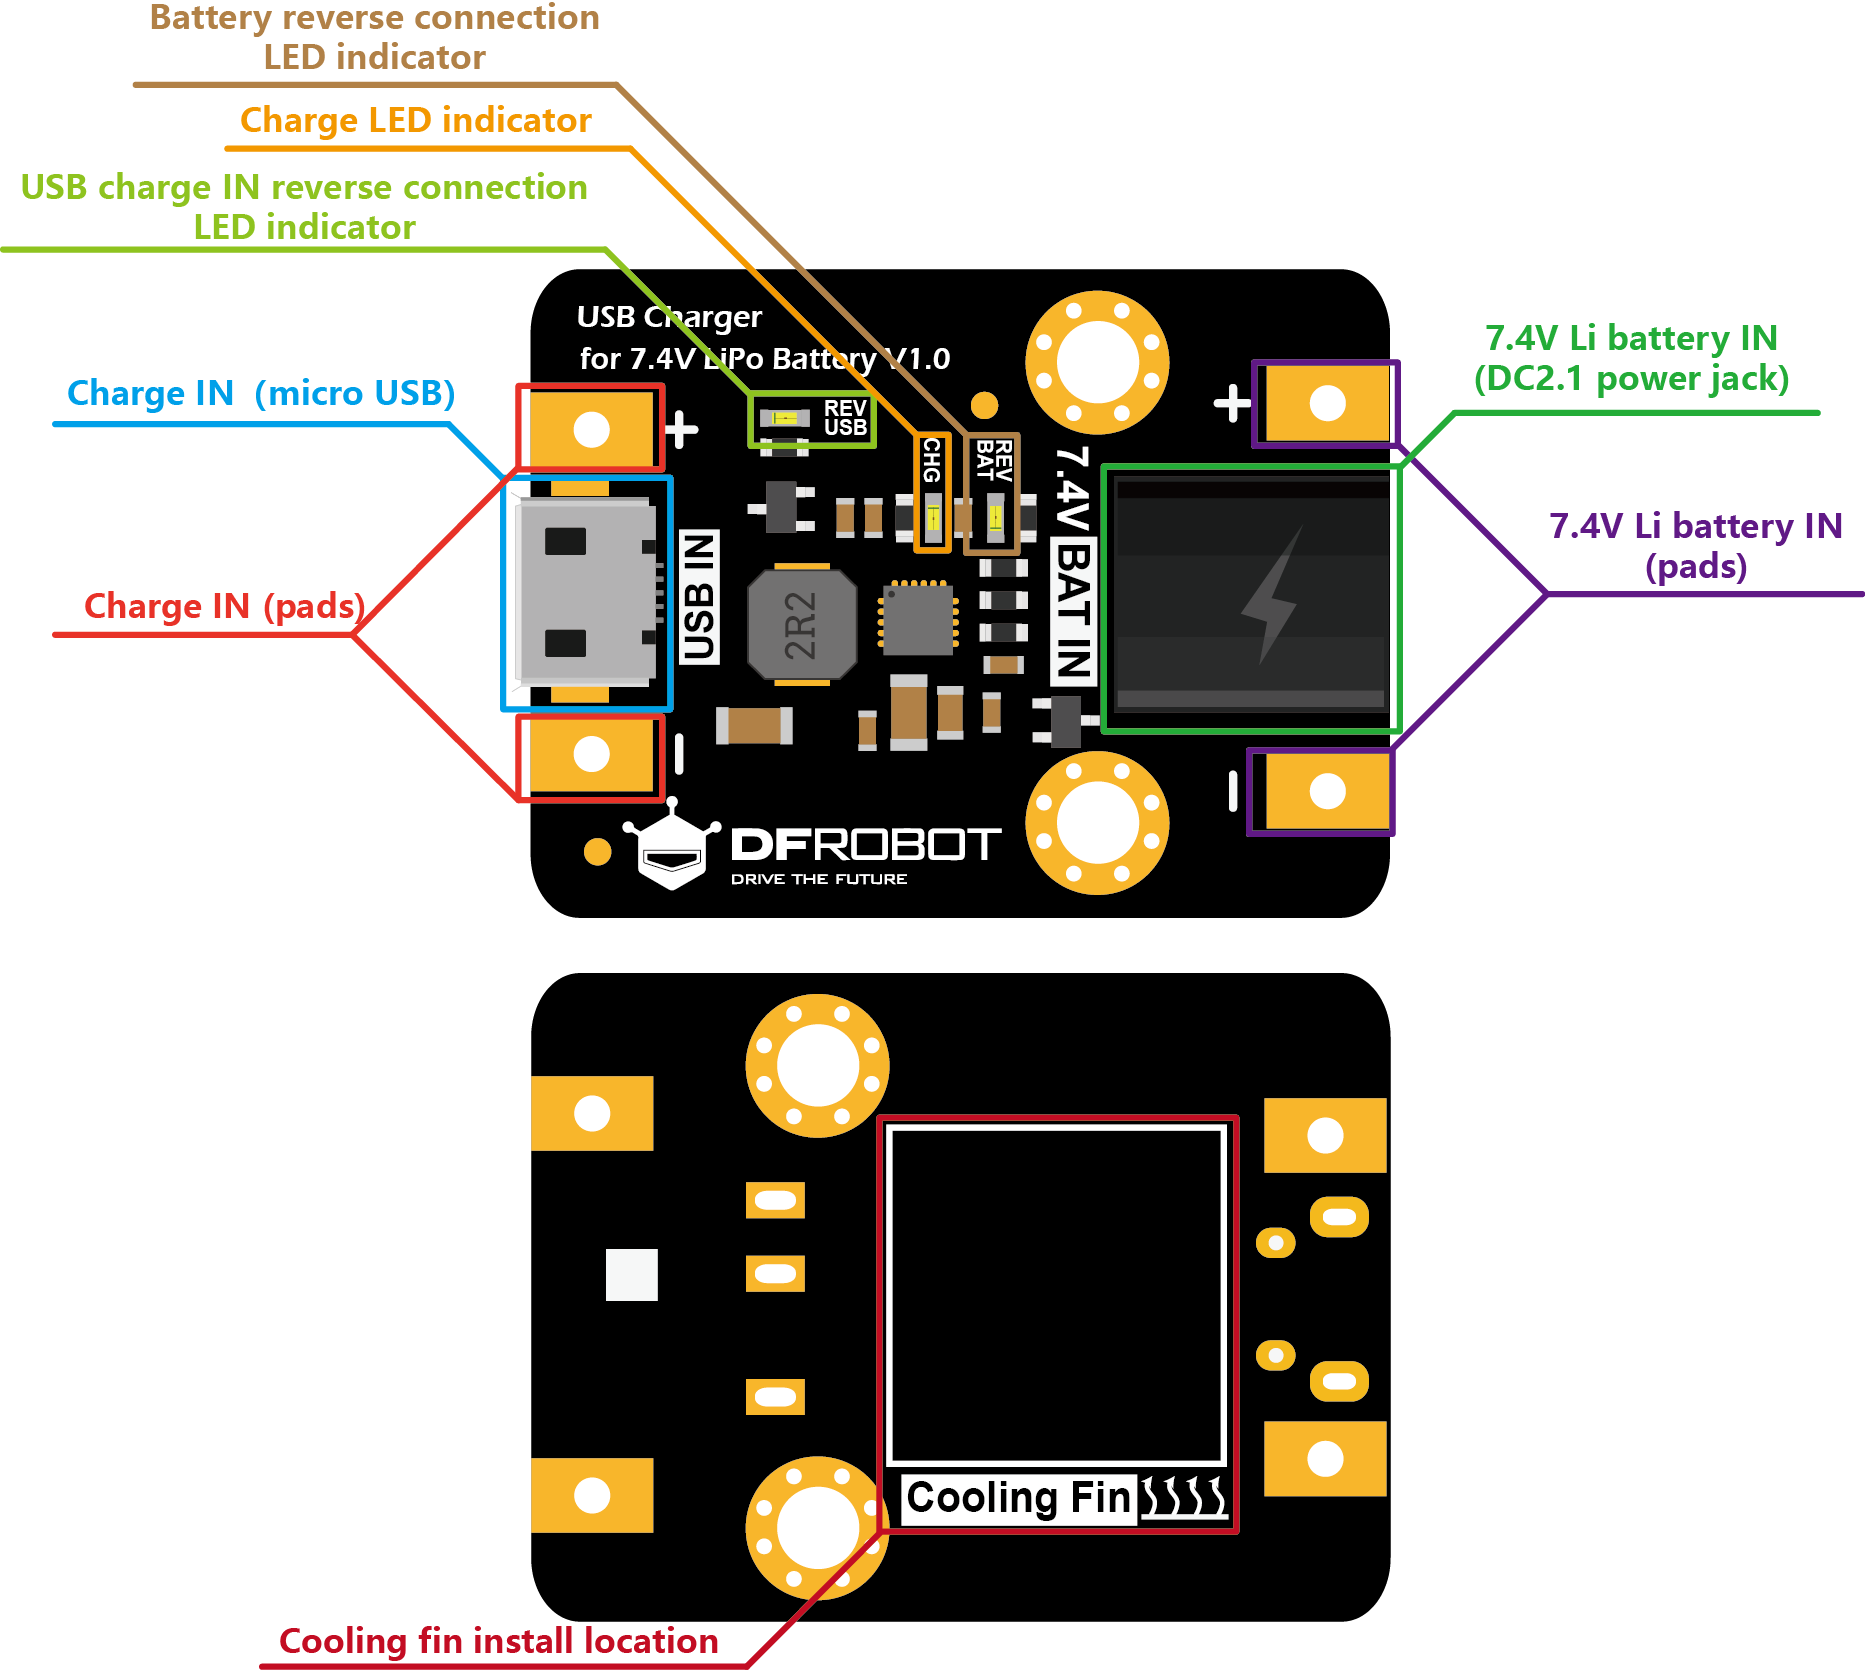 Battery reverse connection
LED indicator
Charge LED indicator
USB charge IN reverse connection
LED indicator
USB Charger
for 7.4V LiPo Battery V1.0
Charge IN (micro USB)
7.4V Li battery IN
(DC2.1 power jack)
+
REV
USB
CHG
REV
BAT
+
7.4V
BAT IN
USB IN
2R2
7.4V Li battery IN
(pads)
Charge IN (pads)
DFROBOT
DRIVE THE FUTURE
Cooling Fin
Cooling fin install location